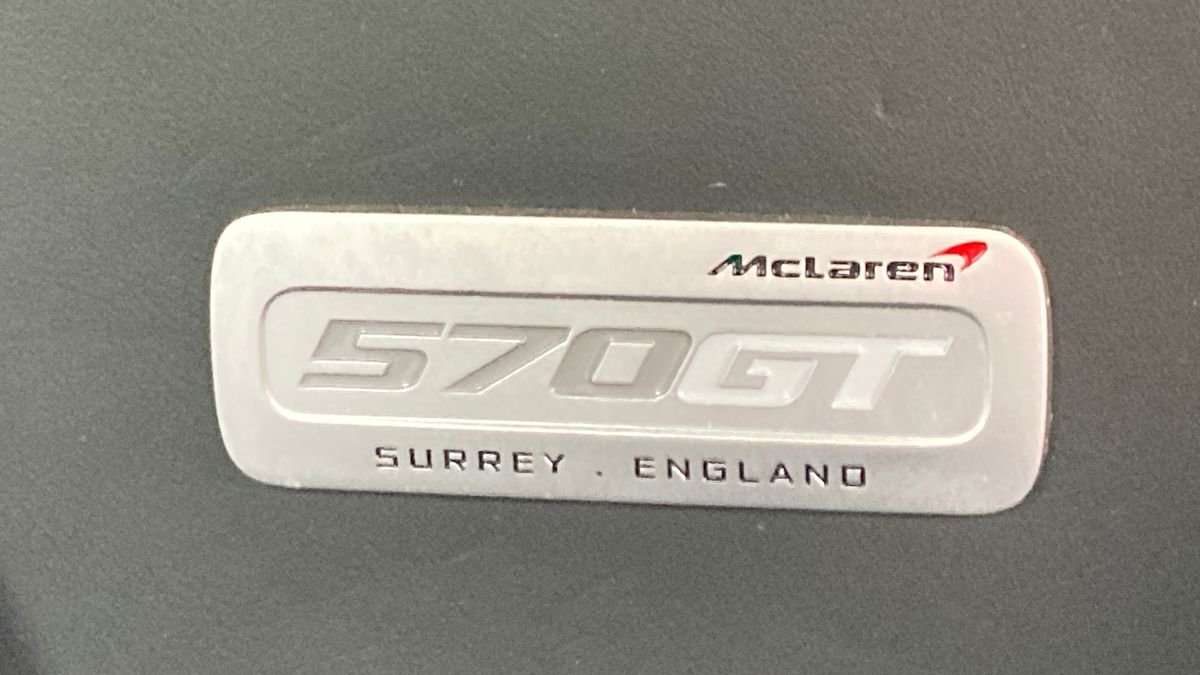 McLaren
570GT
SURREY . ENGLAND